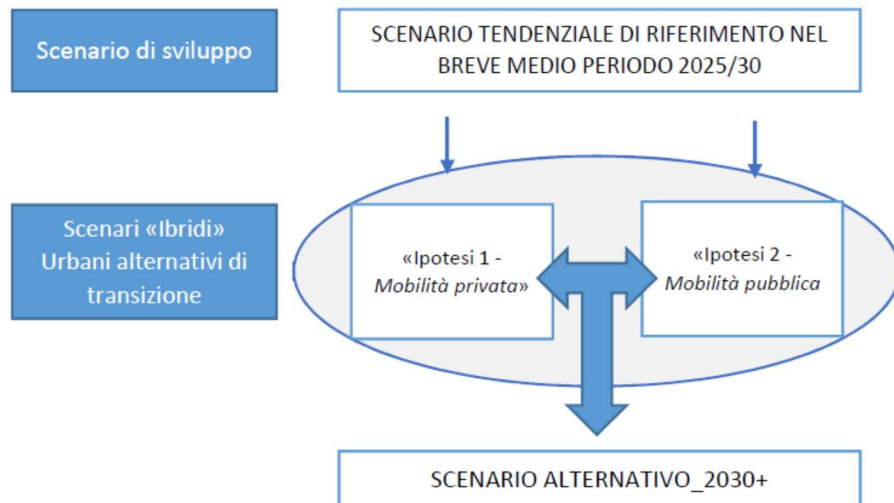 Scenario di sviluppo
SCENARIO TENDENZIALE DI RIFERIMENTO NEL
BREVE MEDIO PERIODO 2025/30
Scenari «Ibridi»
Urbani alternativi di
transizione
«Ipotesi 1 -
Mobilità privata»
«Ipotesi 2 -
Mobilità pubblica
SCENARIO ALTERNATIVO_2030+